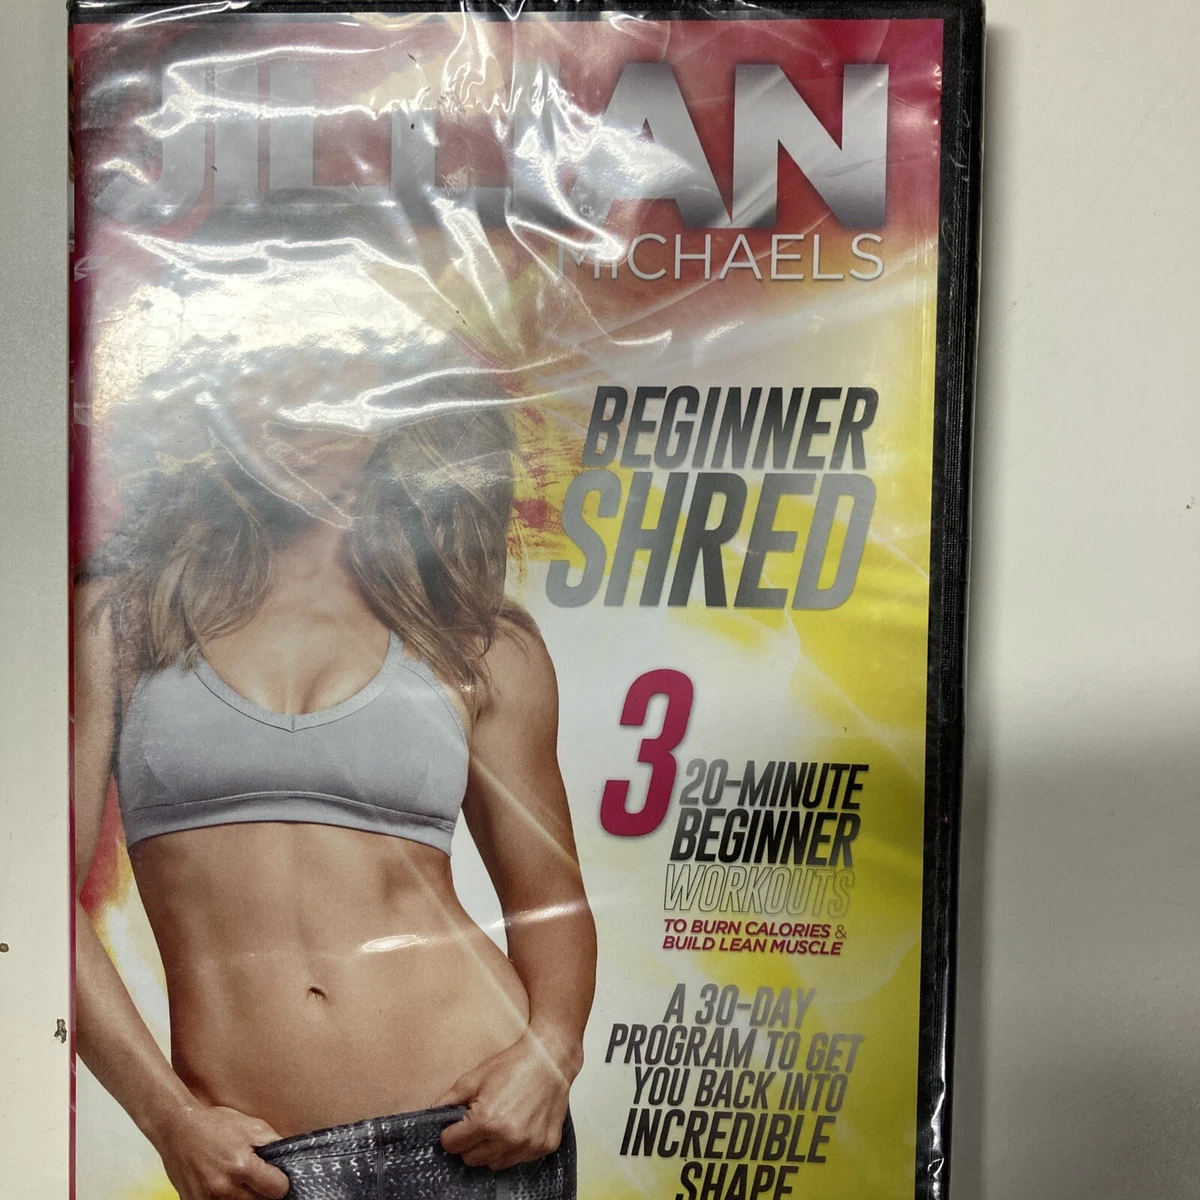 JILLIAN
MICHAELS
BEGINNER
SHRED
3
20-MINUTE
BEGINNER
WORKOUTS
TO BURN CALORIES &
BUILD LEAN MUSCLE
A 30-DAY
PROGRAM TO GET
YOU BACK INTO
INCREDIBLE
SHAPE